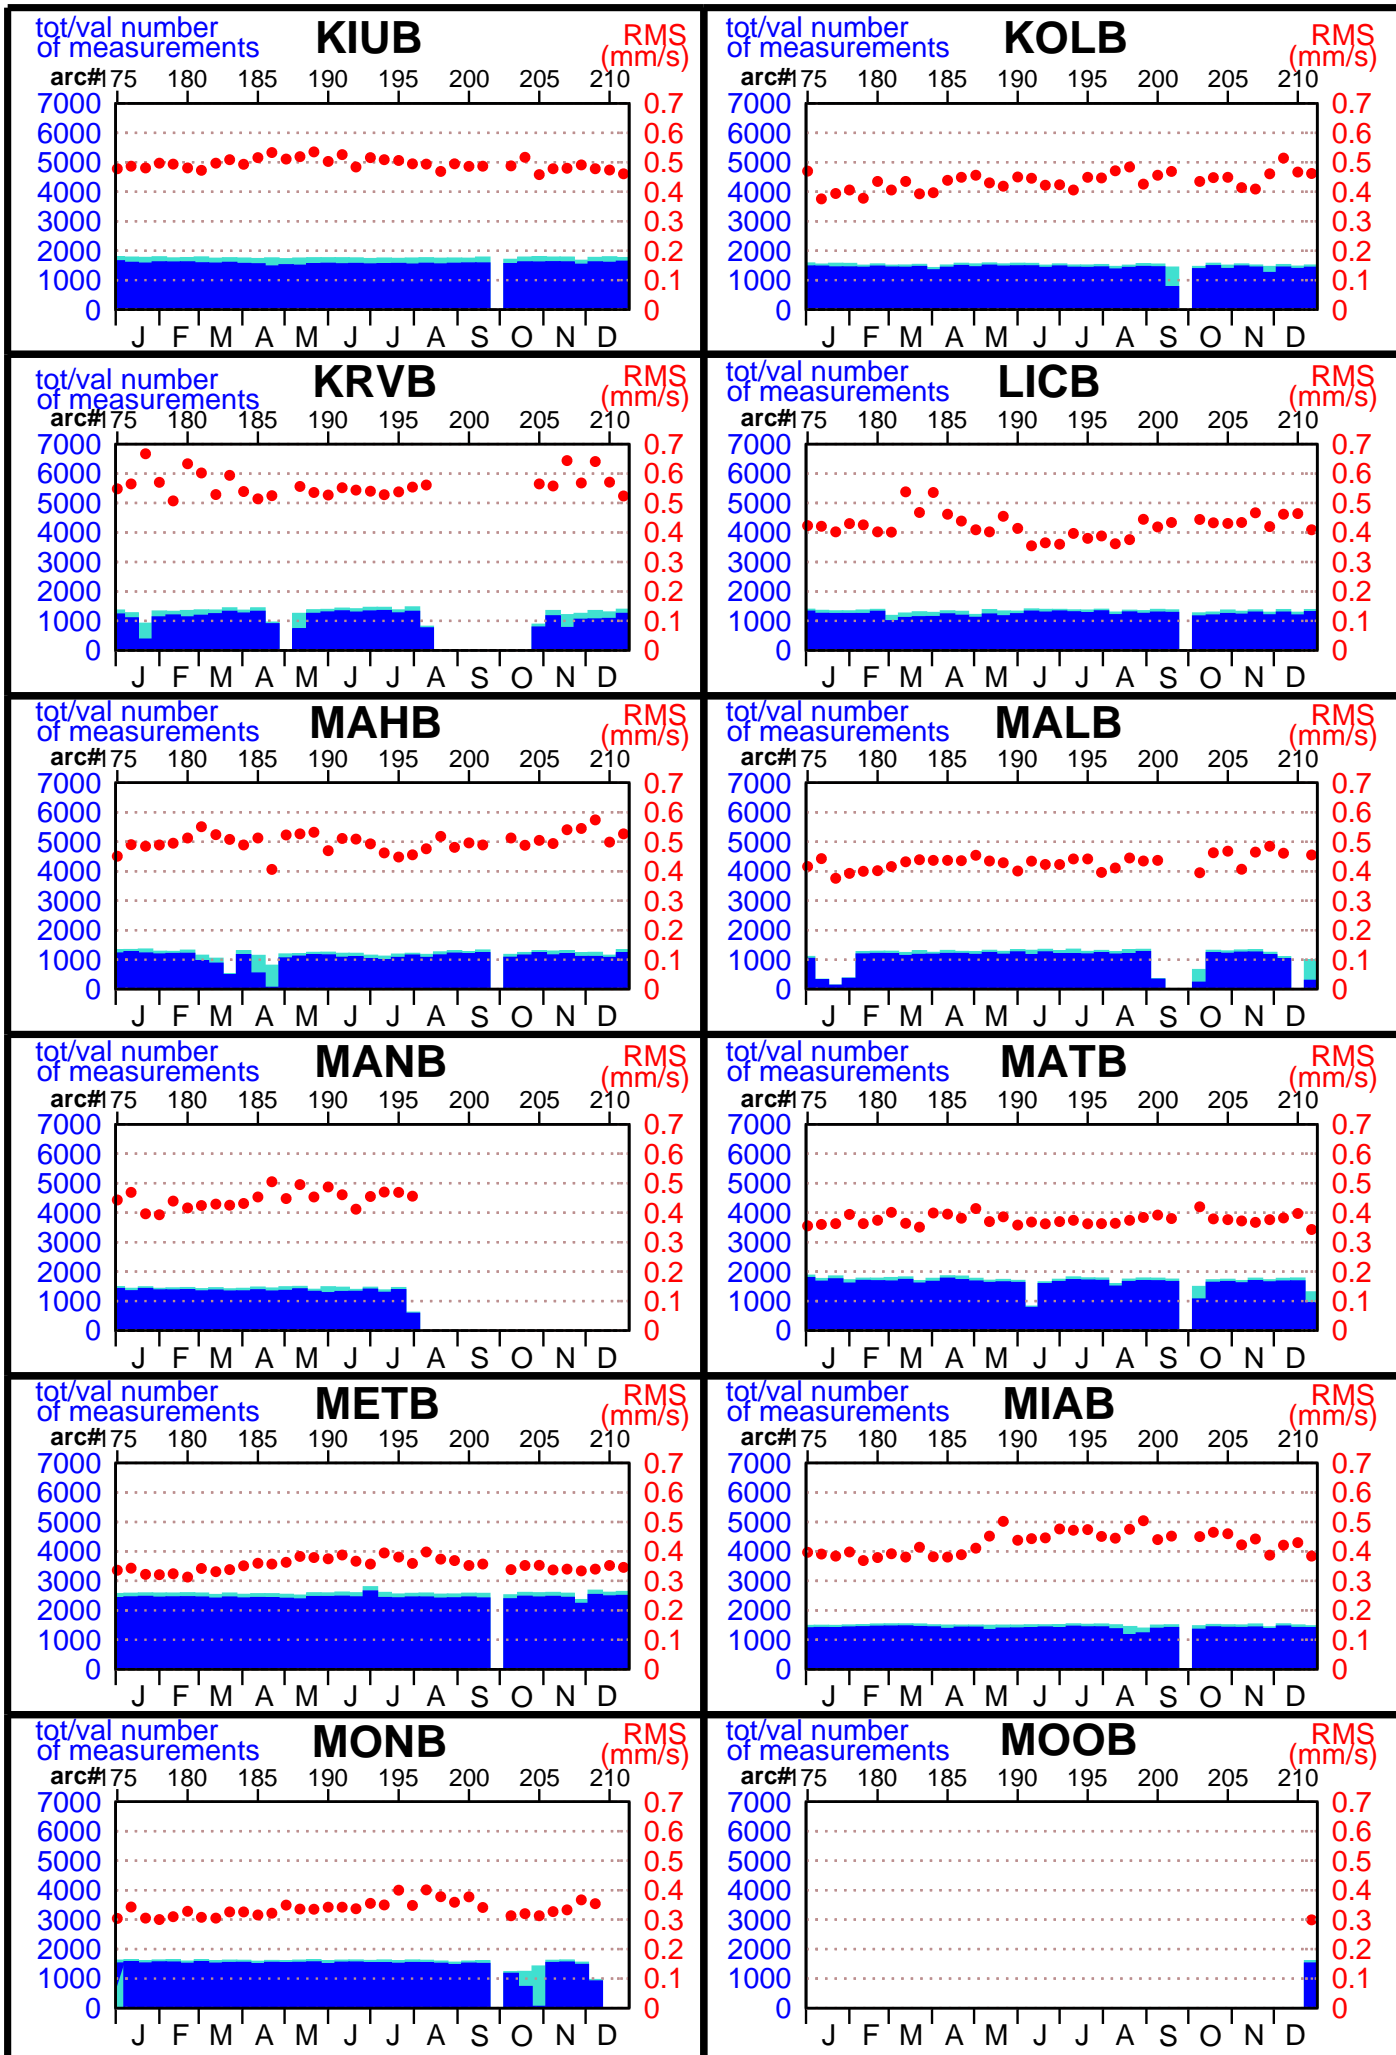 tot/val number KIUB RMS
of measurements (mm/s)
arc# 175 180 185 190 195 200 205 210
7000 0.7
6000 0.6
5000 0.5
4000 0.4
3000 0.3
2000 0.2
1000 0.1
0 0
J F M A M J J A S O N D
tot/val number KOLB RMS
of measurements (mm/s)
arc# 175 180 185 190 195 200 205 210
7000 0.7
6000 0.6
5000 0.5
4000 0.4
3000 0.3
2000 0.2
1000 0.1
0 0
J F M A M J J A S O N D
tot/val number KRVB RMS
of measurements (mm/s)
arc# 175 180 185 190 195 200 205 210
7000 0.7
6000 0.6
5000 0.5
4000 0.4
3000 0.3
2000 0.2
1000 0.1
0 0
J F M A M J J A S O N D
tot/val number LICB RMS
of measurements (mm/s)
arc# 175 180 185 190 195 200 205 210
7000 0.7
6000 0.6
5000 0.5
4000 0.4
3000 0.3
2000 0.2
1000 0.1
0 0
J F M A M J J A S O N D
tot/val number MAHB RMS
of measurements (mm/s)
arc# 175 180 185 190 195 200 205 210
7000 0.7
6000 0.6
5000 0.5
4000 0.4
3000 0.3
2000 0.2
1000 0.1
0 0
J F M A M J J A S O N D
tot/val number MALB RMS
of measurements (mm/s)
arc# 175 180 185 190 195 200 205 210
7000 0.7
6000 0.6
5000 0.5
4000 0.4
3000 0.3
2000 0.2
1000 0.1
0 0
J F M A M J J A S O N D
tot/val number MANB RMS
of measurements (mm/s)
arc# 175 180 185 190 195 200 205 210
7000 0.7
6000 0.6
5000 0.5
4000 0.4
3000 0.3
2000 0.2
1000 0.1
0 0
J F M A M J J A S O N D
tot/val number MATB RMS
of measurements (mm/s)
arc# 175 180 185 190 195 200 205 210
7000 0.7
6000 0.6
5000 0.5
4000 0.4
3000 0.3
2000 0.2
1000 0.1
0 0
J F M A M J J A S O N D
tot/val number METB RMS
of measurements (mm/s)
arc# 175 180 185 190 195 200 205 210
7000 0.7
6000 0.6
5000 0.5
4000 0.4
3000 0.3
2000 0.2
1000 0.1
0 0
J F M A M J J A S O N D
tot/val number MIAB RMS
of measurements (mm/s)
arc# 175 180 185 190 195 200 205 210
7000 0.7
6000 0.6
5000 0.5
4000 0.4
3000 0.3
2000 0.2
1000 0.1
0 0
J F M A M J J A S O N D
tot/val number MONB RMS
of measurements (mm/s)
arc# 175 180 185 190 195 200 205 210
7000 0.7
6000 0.6
5000 0.5
4000 0.4
3000 0.3
2000 0.2
1000 0.1
0 0
J F M A M J J A S O N D
tot/val number MOOB RMS
of measurements (mm/s)
arc# 175 180 185 190 195 200 205 210
7000 0.7
6000 0.6
5000 0.5
4000 0.4
3000 0.3
2000 0.2
1000 0.1
0 0
J F M A M J J A S O N D